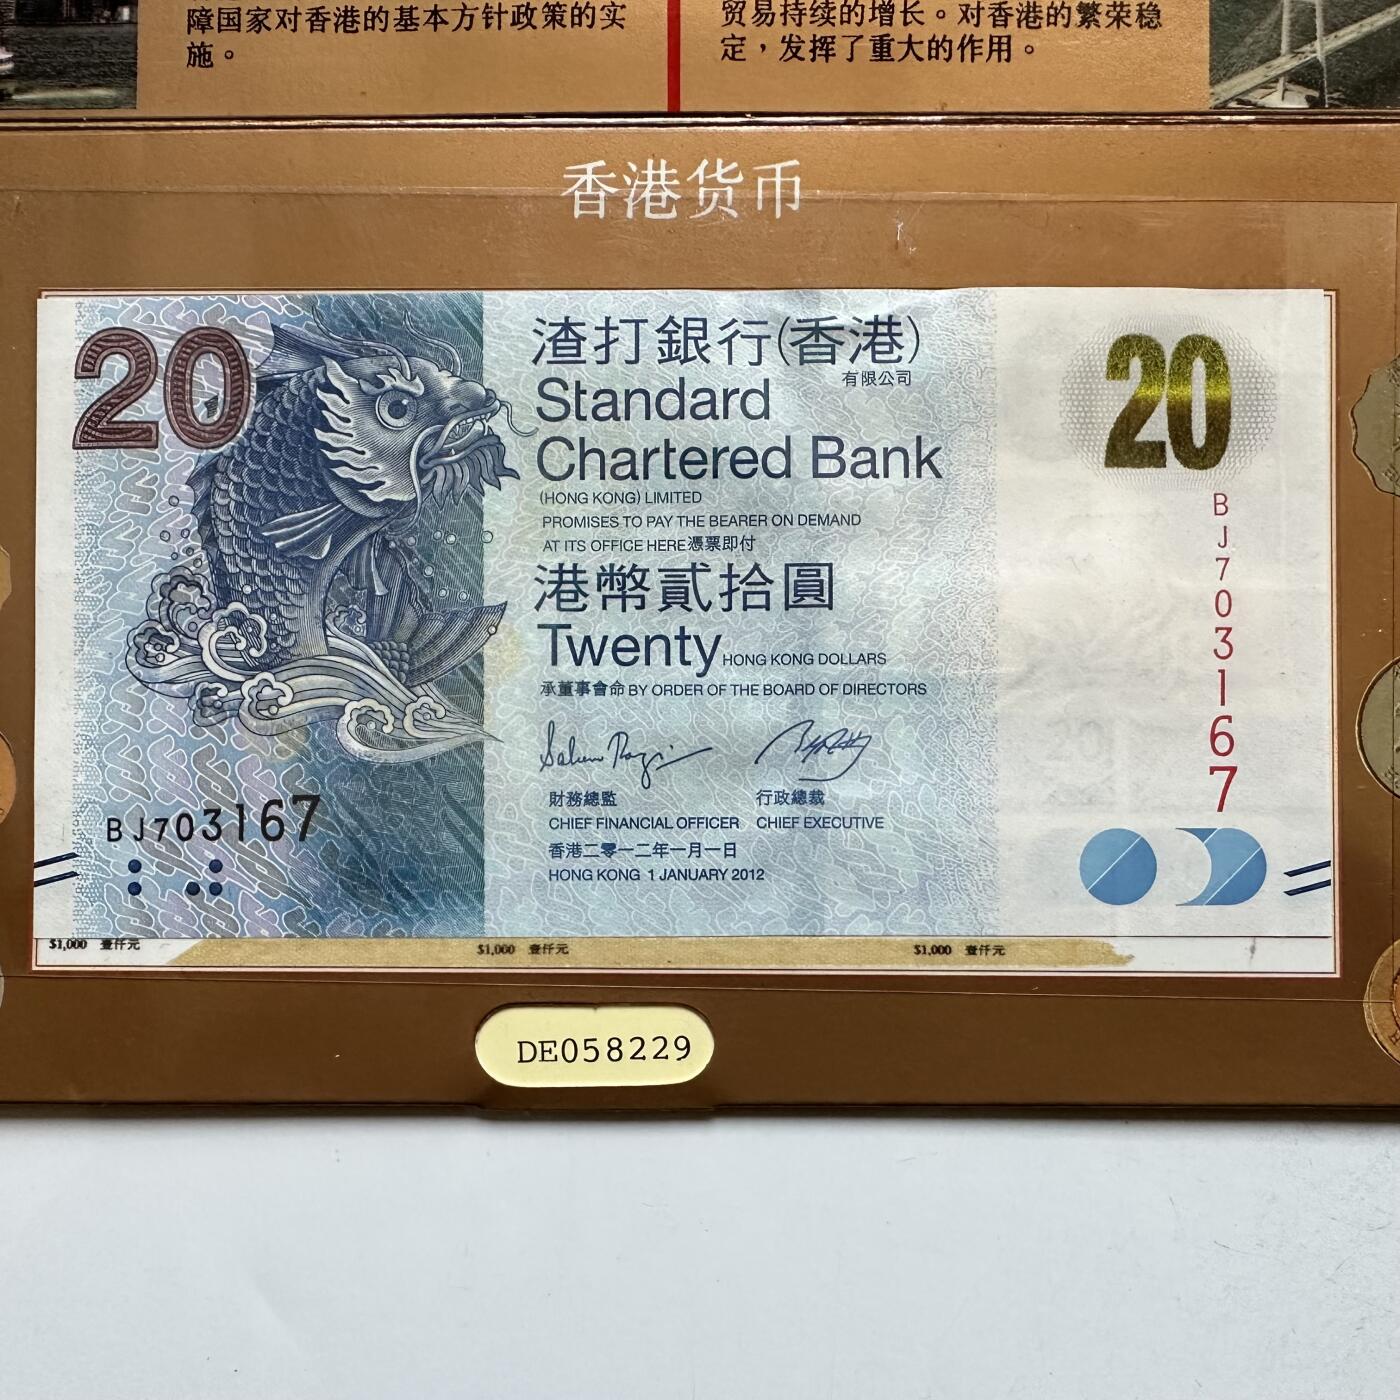 障国家对香港的基本方针政策的实
施。
贸易持续的增长。对香港的繁荣稳
定，发挥了重大的作用。
香港货币
20
渣打銀行(香港)
有限公司
Standard
Chartered Bank
(HONG KONG) LIMITED
PROMISES TO PAY THE BEARER ON DEMAND
AT ITS OFFICE HERE憑票即付
港幣貳拾圓
Twenty HONG KONG DOLLARS
承董事會命 BY ORDER OF THE BOARD OF DIRECTORS
財務總監 行政總裁
CHIEF FINANCIAL OFFICER CHIEF EXECUTIVE
香港二零一二年一月一日
HONG KONG 1 JANUARY 2012
BJ703167
20
BJ703167
$1,000 壹仟元 $1,000 壹仟元 $1,000 壹仟元
DE058229